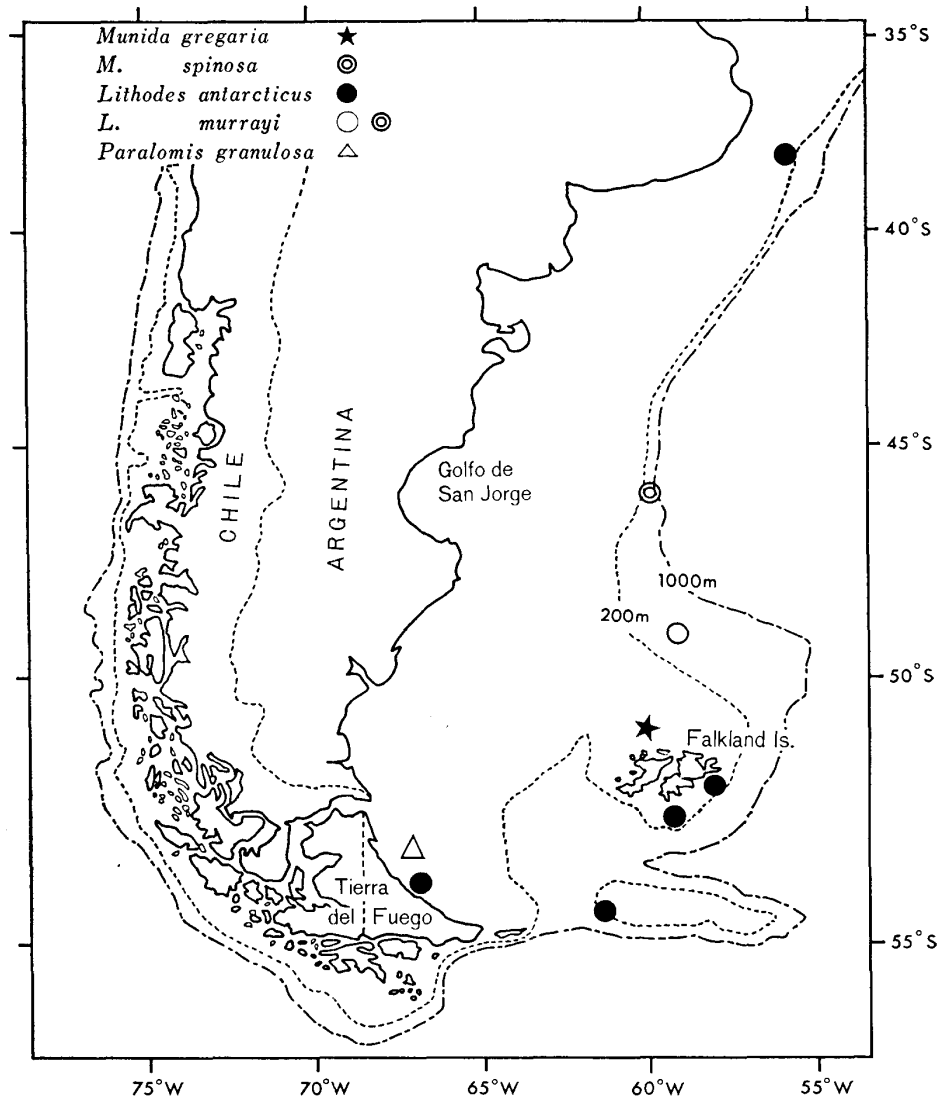 Munida gregaria
M. spinosa
Lithodes antarcticus
L. murrayi
Paralomis granulosa
35°S
40°S
45°S
50°S
55°S
CHILE
ARGENTINA
Golfo de
San Jorge
1000m
200m
Falkland Is.
Tierra
del Fuego
75°W
70°W
65°W
60°W
55°W